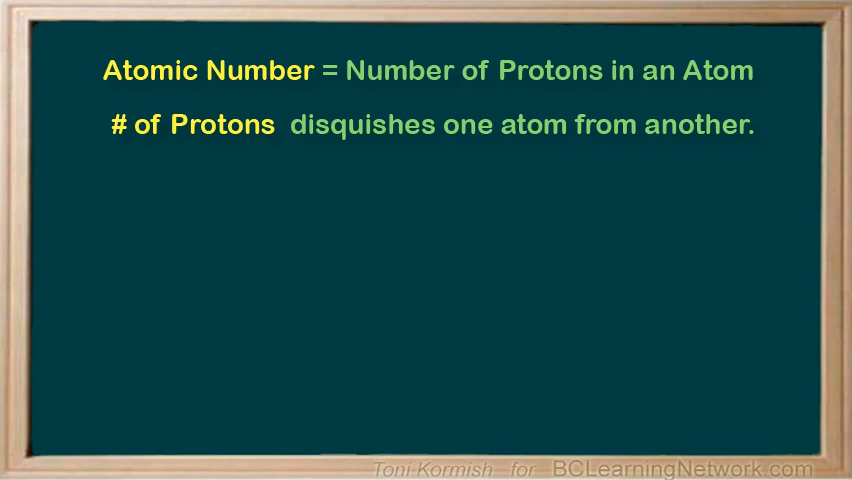 Atomic Number = Number of Protons in an Atom
# of Protons disquishes one atom from another.
Toni Kormish for BCLearningNetwork.com